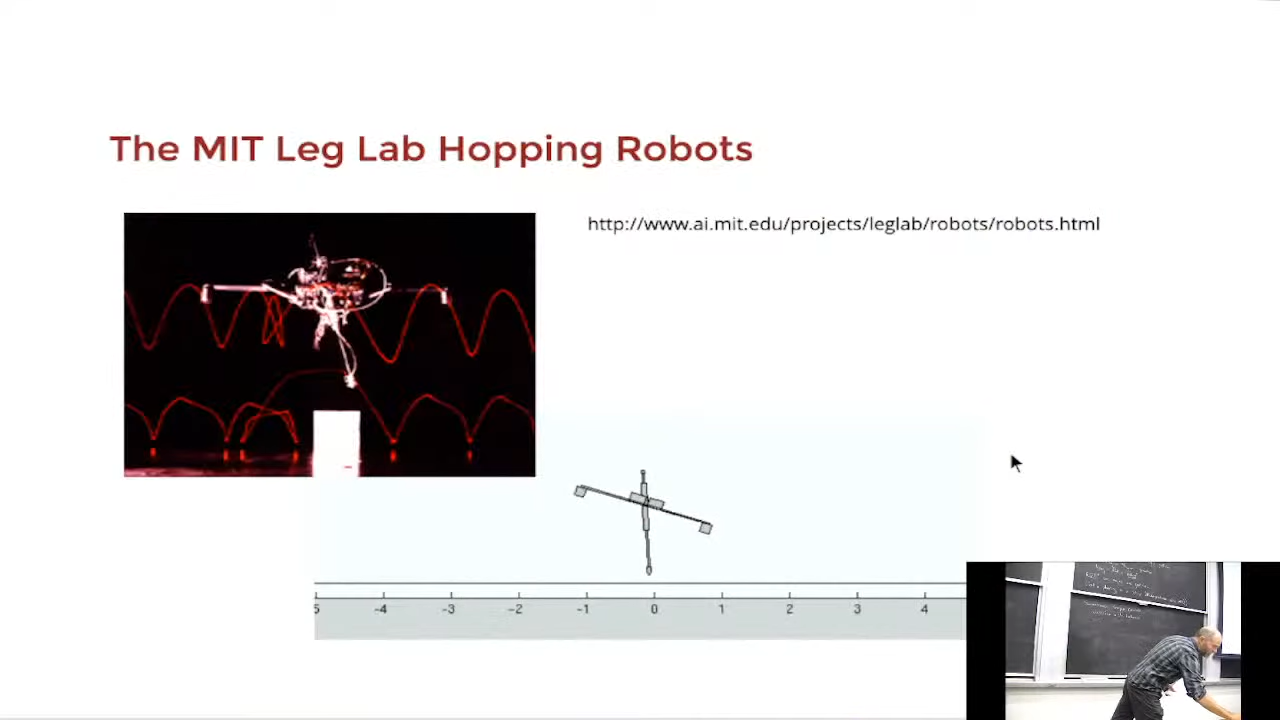 The MIT Leg Lab Hopping Robots
http://www.ai.mit.edu/projects/leglab/robots/robots.html
5 -4 -3 -2 -1 0 1 2 3 4